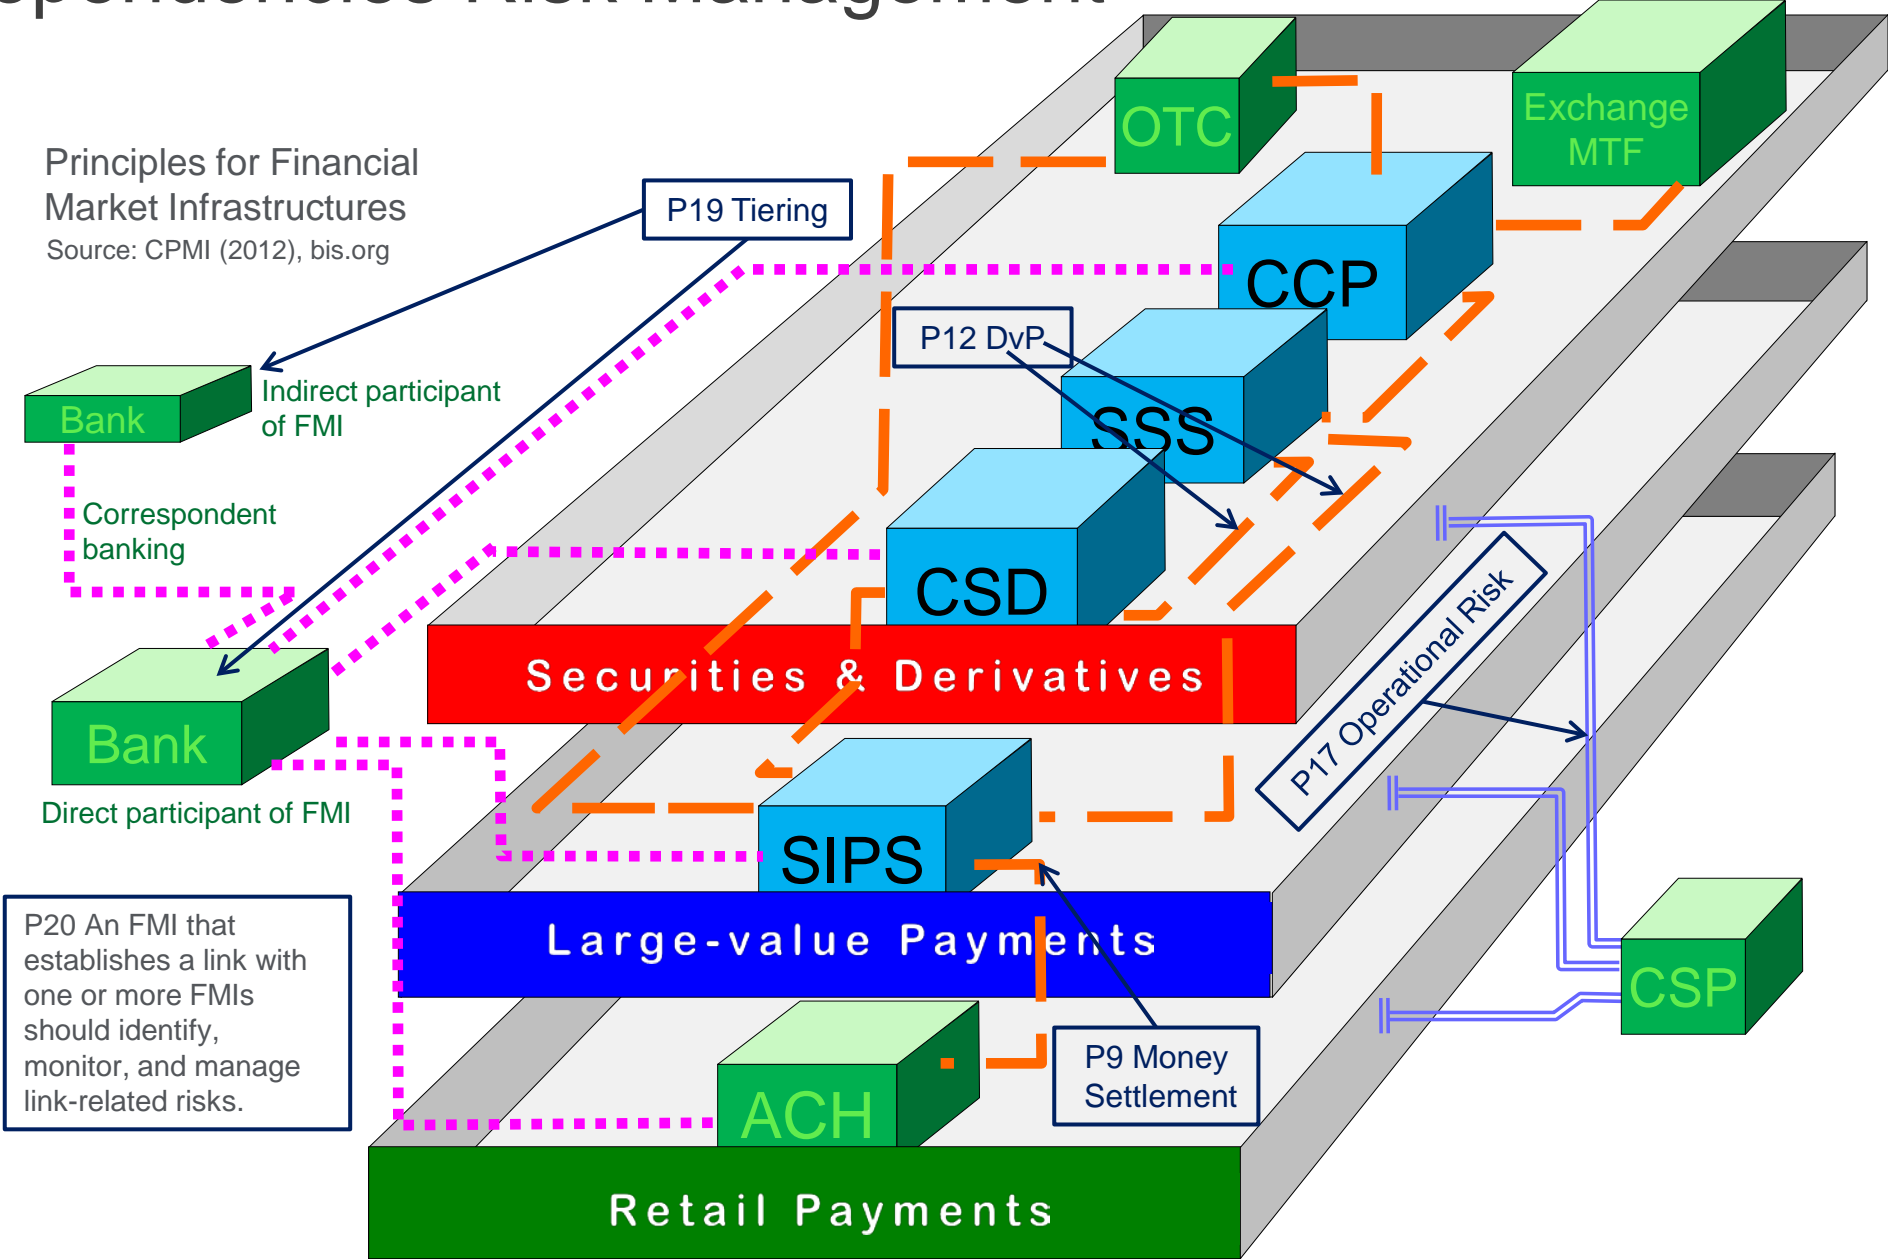 Risk Management
OTC
Exchange
MTF
Principles for Financial
Market Infrastructures
Source: CPMI (2012), bis.org
P19 Tiering
CCP
P12 DvP
Bank
Indirect participant
of FMI
SSS
Correspondent
banking
CSD
P17 Operational Risk
Securities & Derivatives
Bank
Direct participant of FMI
SIPS
P20 An FMI that
establishes a link with
one or more FMIs
should identify,
monitor, and manage
link-related risks.
Large-value Payments
CSP
P9 Money
Settlement
ACH
Retail Payments